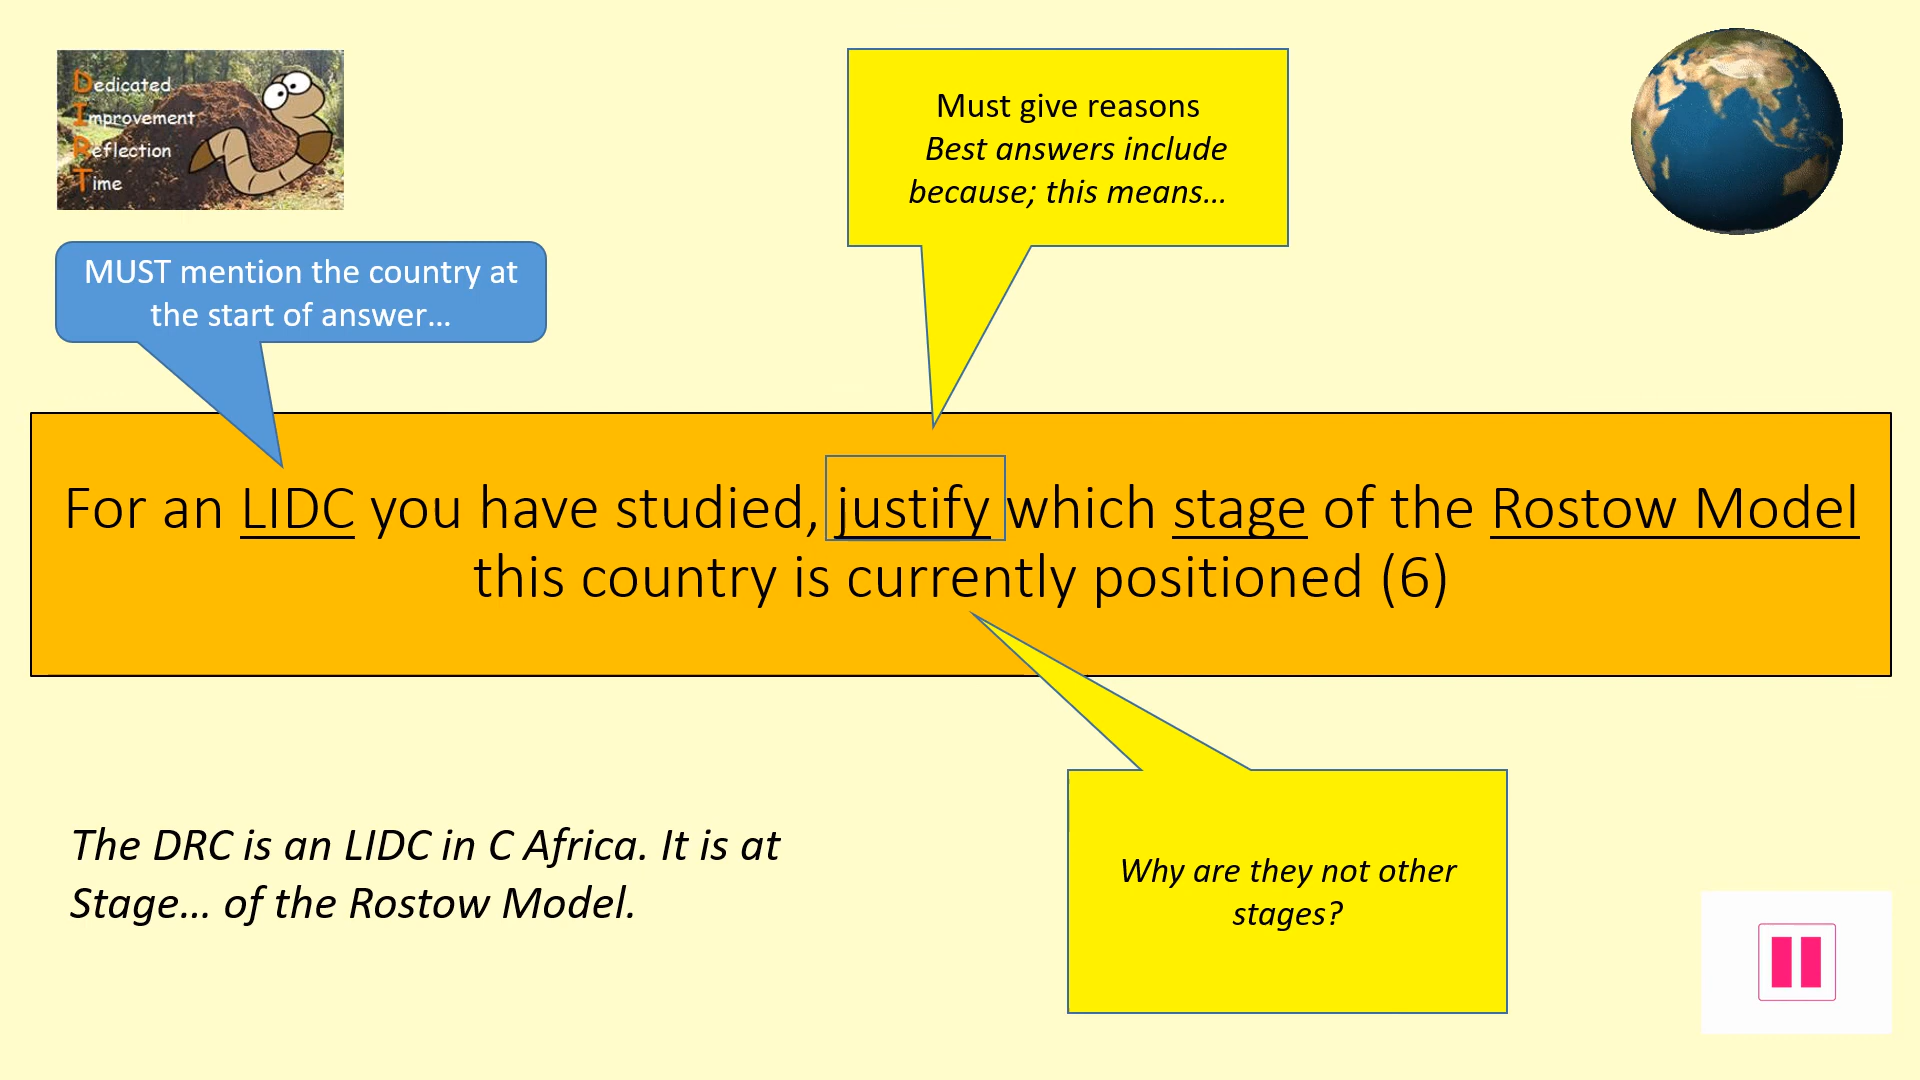 Dedicated
Improvement
Reflection
Time
Must give reasons
Best answers include
because; this means...
MUST mention the country at
the start of answer...
For an LIDC you have studied, justify which stage of the Rostow Model
this country is currently positioned (6)
The DRC is an LIDC in C Africa. It is at
Stage... of the Rostow Model.
Why are they not other
stages?